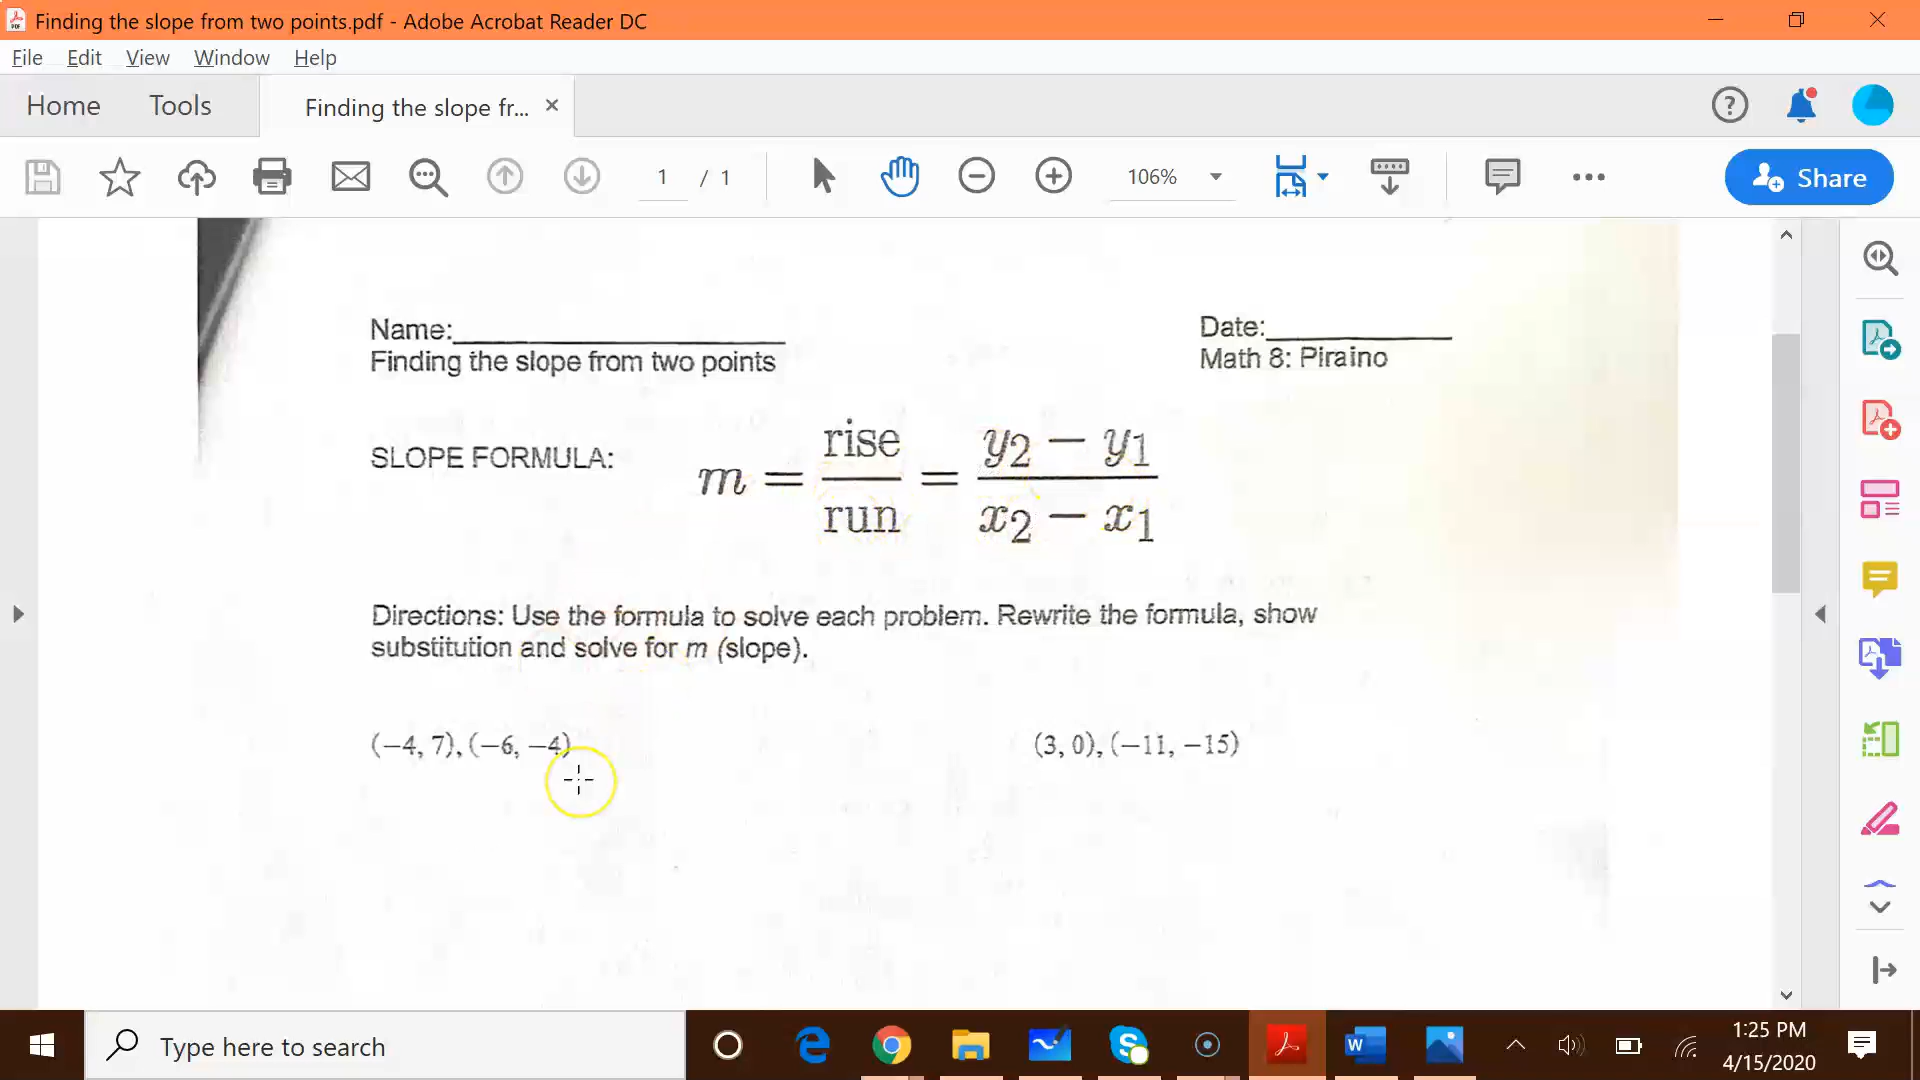 Finding the slope from two points.pdf - Adobe Acrobat Reader DC
File Edit View Window Help
Home Tools Finding the slope fr... ×
1 / 1 106% Share
Name:____________________ Date:____________
Finding the slope from two points Math 8: Piraino
SLOPE FORMULA: m = rise/run = (y₂ − y₁)/(x₂ − x₁)
Directions: Use the formula to solve each problem. Rewrite the formula, show
substitution and solve for m (slope).
(−4, 7), (−6, −4) (3, 0), (−11, −15)
Type here to search
1:25 PM
4/15/2020